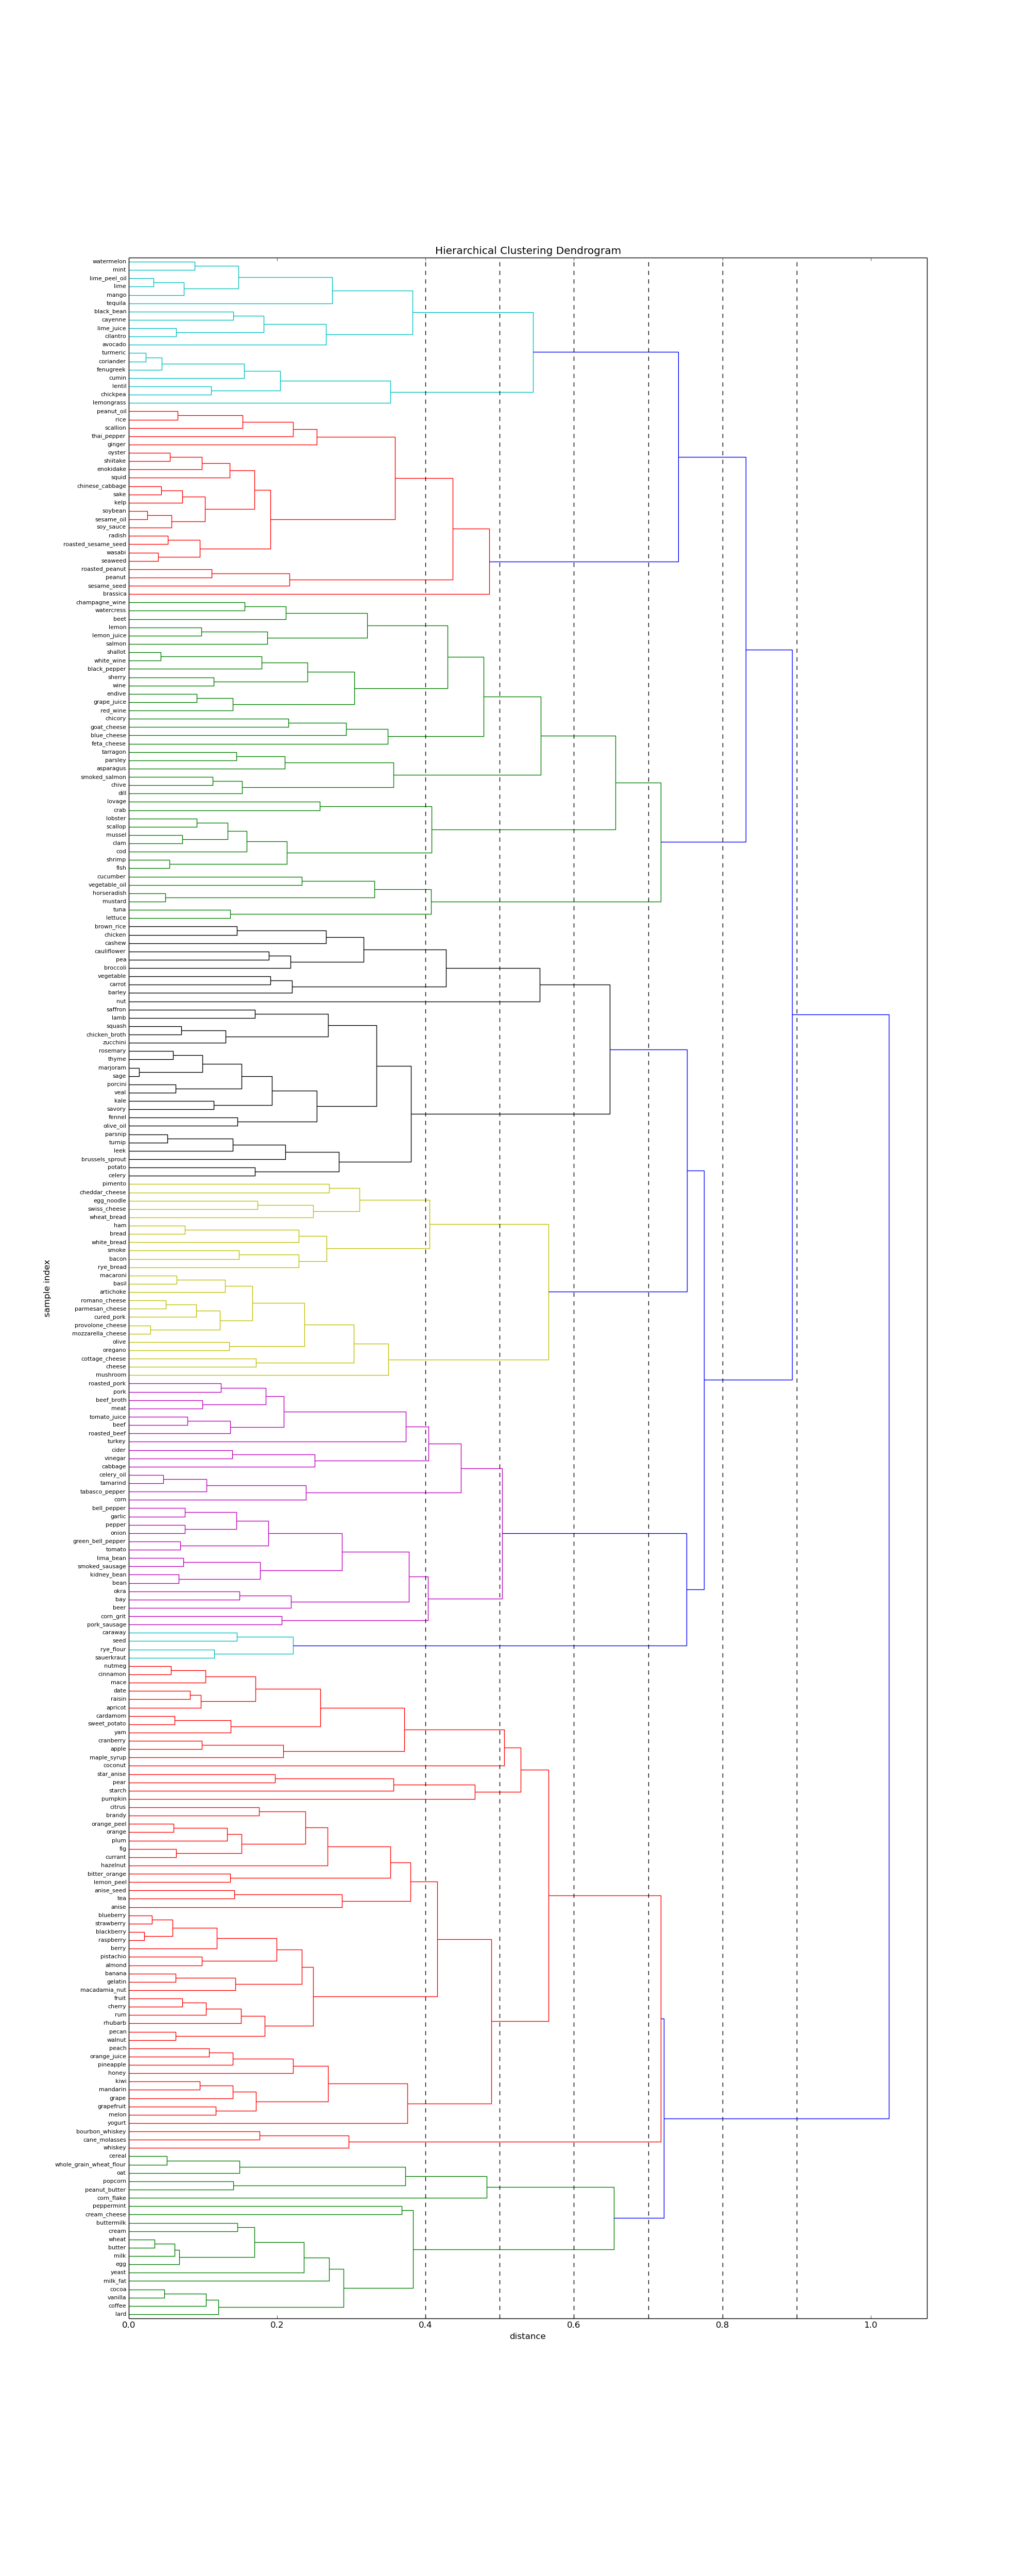 Hierarchical Clustering Dendrogram
watermelon
mint
lime_peel_oil
lime
mango
tequila
black_bean
cayenne
lime_juice
cilantro
avocado
turmeric
coriander
fenugreek
cumin
lentil
chickpea
lemongrass
peanut_oil
rice
scallion
thai_pepper
ginger
oyster
shiitake
enokidake
squid
chinese_cabbage
sake
kelp
soybean
sesame_oil
soy_sauce
radish
roasted_sesame_seed
wasabi
seaweed
roasted_peanut
peanut
sesame_seed
brassica
champagne_wine
watercress
beet
lemon
lemon_juice
salmon
shallot
white_wine
black_pepper
sherry
wine
endive
grape_juice
red_wine
chicory
goat_cheese
blue_cheese
feta_cheese
tarragon
parsley
asparagus
smoked_salmon
chive
dill
lovage
crab
lobster
scallop
mussel
clam
cod
shrimp
fish
cucumber
vegetable_oil
horseradish
mustard
tuna
lettuce
brown_rice
chicken
cashew
cauliflower
pea
broccoli
vegetable
carrot
barley
nut
saffron
lamb
squash
chicken_broth
zucchini
rosemary
thyme
marjoram
sage
porcini
veal
kale
savory
fennel
olive_oil
parsnip
turnip
leek
brussels_sprout
potato
celery
pimento
cheddar_cheese
egg_noodle
swiss_cheese
wheat_bread
ham
bread
white_bread
smoke
bacon
rye_bread
macaroni
basil
artichoke
romano_cheese
parmesan_cheese
cured_pork
provolone_cheese
mozzarella_cheese
olive
oregano
cottage_cheese
cheese
mushroom
roasted_pork
pork
beef_broth
meat
tomato_juice
beef
roasted_beef
turkey
cider
vinegar
cabbage
celery_oil
tamarind
tabasco_pepper
corn
bell_pepper
garlic
pepper
onion
green_bell_pepper
tomato
lima_bean
smoked_sausage
kidney_bean
bean
okra
bay
beer
corn_grit
pork_sausage
caraway
seed
rye_flour
sauerkraut
nutmeg
cinnamon
mace
date
raisin
apricot
cardamom
sweet_potato
yam
cranberry
apple
maple_syrup
coconut
star_anise
pear
starch
pumpkin
citrus
brandy
orange_peel
orange
plum
fig
currant
hazelnut
bitter_orange
lemon_peel
anise_seed
tea
anise
blueberry
strawberry
blackberry
raspberry
berry
pistachio
almond
banana
gelatin
macadamia_nut
fruit
cherry
rum
rhubarb
pecan
walnut
peach
orange_juice
pineapple
honey
kiwi
mandarin
grape
grapefruit
melon
yogurt
bourbon_whiskey
cane_molasses
whiskey
cereal
whole_grain_wheat_flour
oat
popcorn
peanut_butter
corn_flake
peppermint
cream_cheese
buttermilk
cream
wheat
butter
milk
egg
yeast
milk_fat
cocoa
vanilla
coffee
lard
sample index
0.0 0.2 0.4 0.6 0.8 1.0
distance